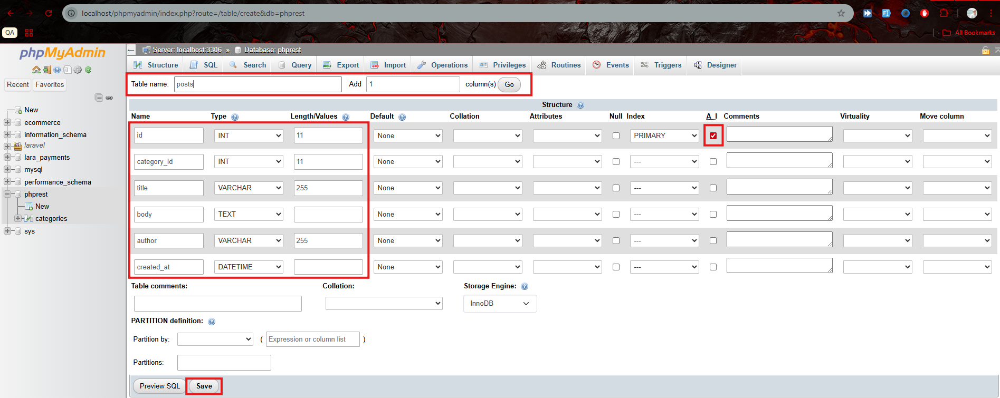 localhost/phpmyadmin/index.php?route=/table/create&db=phprest
QA
All Bookmarks
phpMyAdmin
Recent Favorites
New
ecommerce
information_schema
laravel
lara_payments
mysql
performance_schema
phprest
New
categories
sys
Server: localhost:3306 » Database: phprest
Structure SQL Search Query Export Import Operations Privileges Routines Events Triggers Designer
Table name: posts Add 1 column(s) Go
Structure
Name Type Length/Values Default Collation Attributes Null Index A_I Comments Virtuality Move column
id INT 11 None PRIMARY
category_id INT 11 None ---
title VARCHAR 255 None ---
body TEXT None ---
author VARCHAR 255 None ---
created_at DATETIME None ---
Table comments: Collation: Storage Engine:
InnoDB
PARTITION definition:
Partition by: ( Expression or column list )
Partitions:
Preview SQL Save